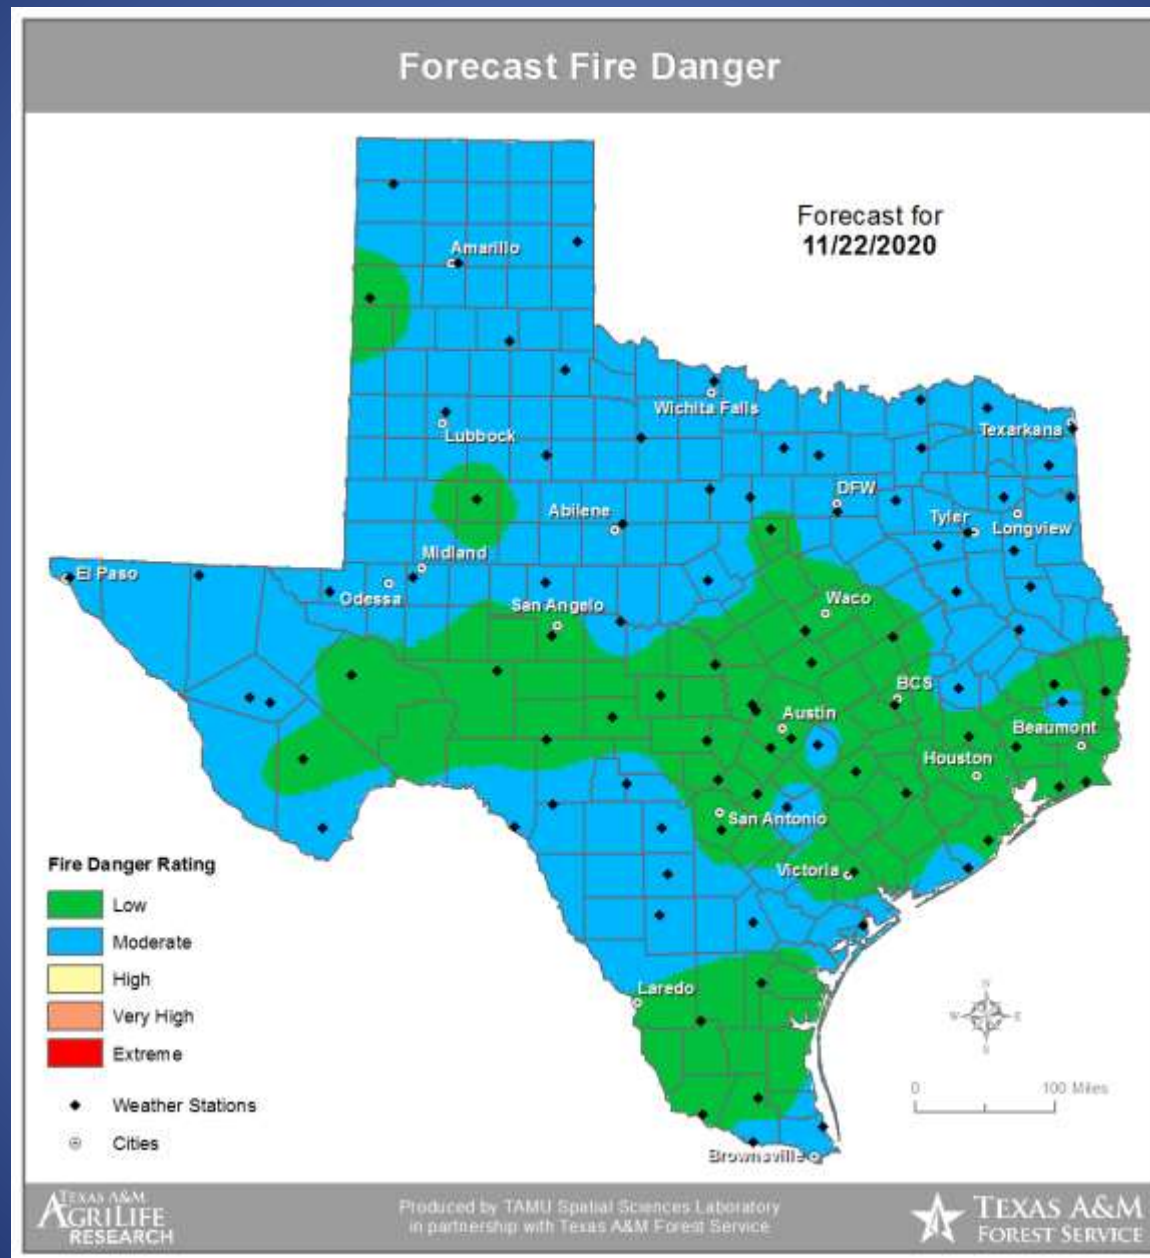 Forecast Fire Danger
Forecast for
11/22/2020
Amarillo
Wichita Falls
Lubbock
Texarkana
DFW
Abilene
Tyler
Longview
Midland
El Paso
Odessa
San Angelo
Waco
BCS
Austin
Beaumont
Houston
San Antonio
Victoria
Laredo
Brownsville
Fire Danger Rating
Low
Moderate
High
Very High
Extreme
Weather Stations
Cities
N
W E
S
0 100 Miles
TEXAS A&M
AGRILIFE
RESEARCH
Produced by TAMU Spatial Sciences Laboratory
in partnership with Texas A&M Forest Service
TEXAS A&M
FOREST SERVICE